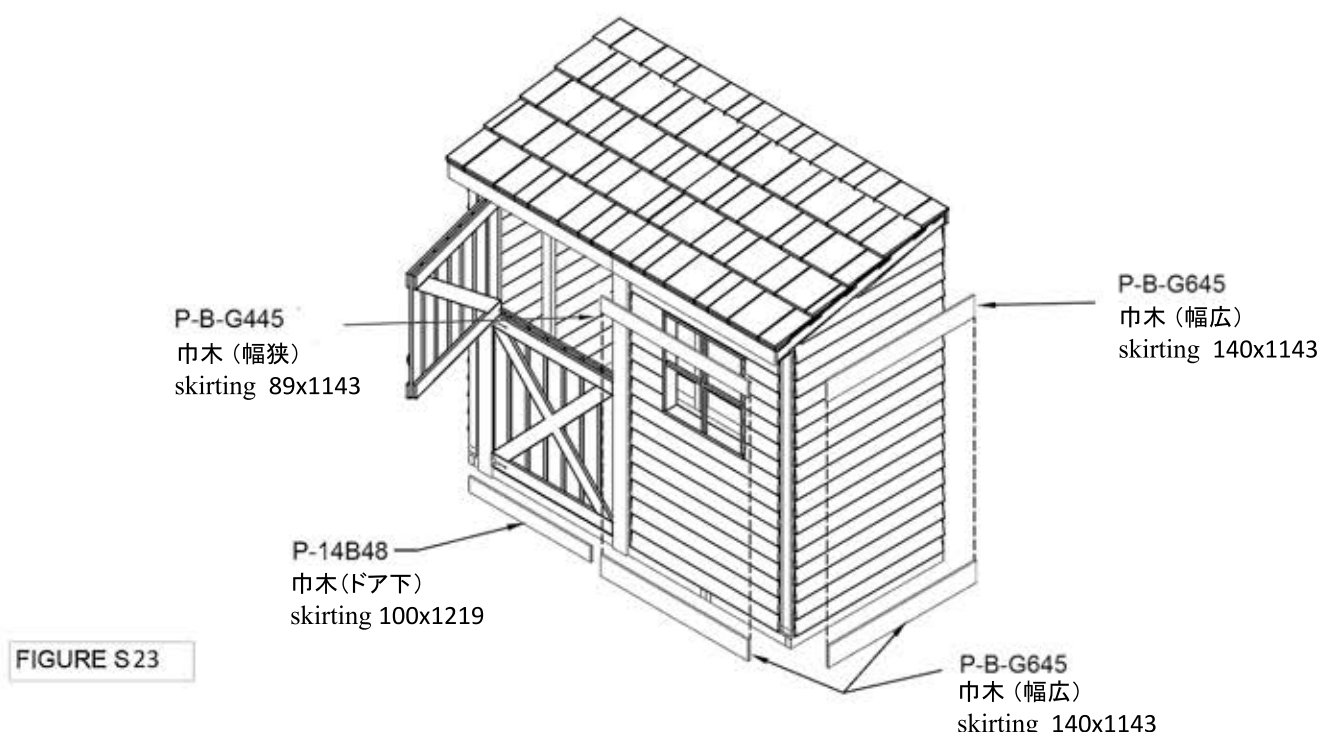 P-B-G645
巾木（幅広）
skirting 140x1143
P-B-G445
巾木（幅狭）
skirting 89x1143
P-14B48
巾木（ドア下）
skirting 100x1219
FIGURE S23
P-B-G645
巾木（幅広）
skirting 140x1143